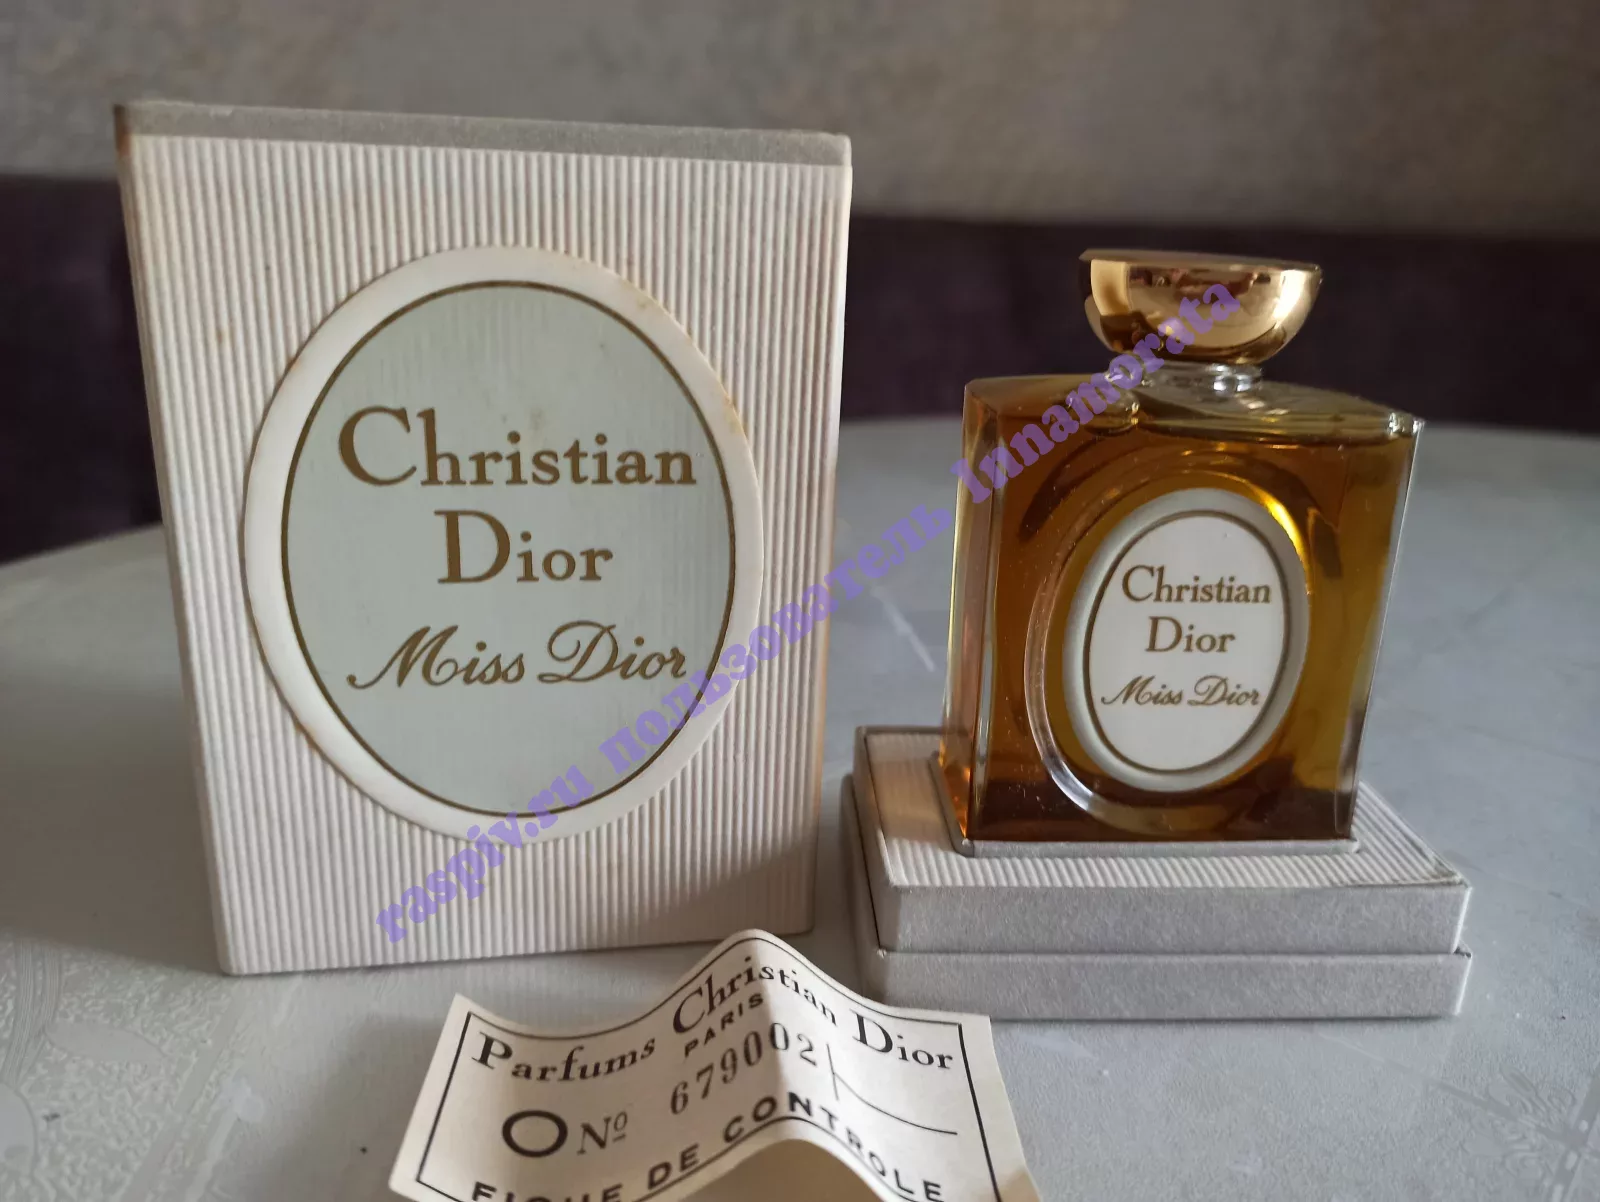 Christian
Dior
Miss Dior
Christian
Dior
Miss Dior
raspiv.ru пользователь Innamorata
Parfums Christian Dior
PARIS
O Nº 679002
FICHE DE CONTROLE